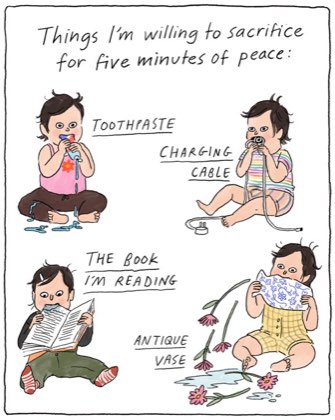 Things I'm willing to sacrifice
for five minutes of peace:
TOOTHPASTE
CHARGING
CABLE
THE BOOK
I'M READING
ANTIQUE
VASE